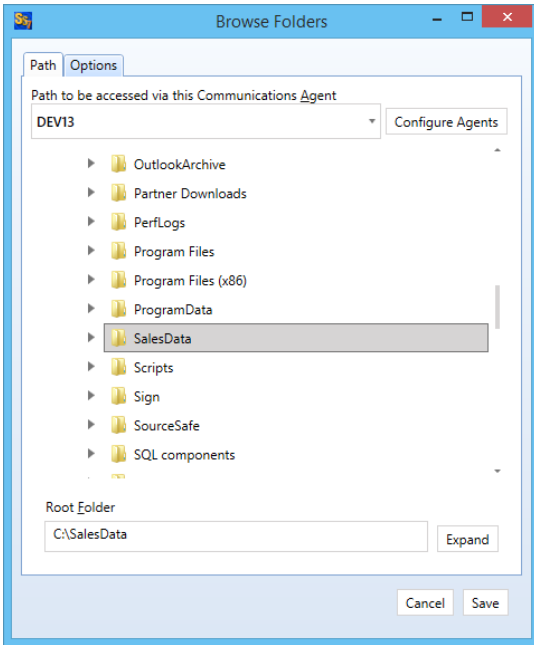 Browse Folders
Path Options
Path to be accessed via this Communications Agent
DEV13 Configure Agents
OutlookArchive
Partner Downloads
PerfLogs
Program Files
Program Files (x86)
ProgramData
SalesData
Scripts
Sign
SourceSafe
SQL components
Root Folder
C:\SalesData Expand
Cancel Save